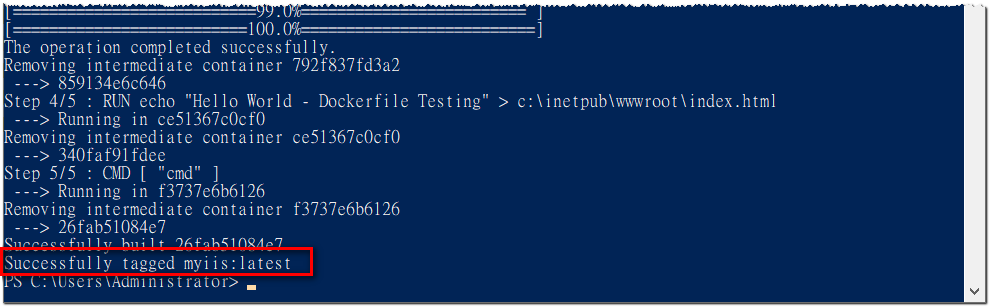 [===========================99.0%========================== ]
[==========================100.0%==========================]
The operation completed successfully.
Removing intermediate container 792f837fd3a2
 ---> 859134e6c646
Step 4/5 : RUN echo "Hello World - Dockerfile Testing" > c:\inetpub\wwwroot\index.html
 ---> Running in ce51367c0cf0
Removing intermediate container ce51367c0cf0
 ---> 340faf91fdee
Step 5/5 : CMD [ "cmd" ]
 ---> Running in f3737e6b6126
Removing intermediate container f3737e6b6126
 ---> 26fab51084e7
Successfully built 26fab51084e7
Successfully tagged myiis:latest
PS C:\Users\Administrator>